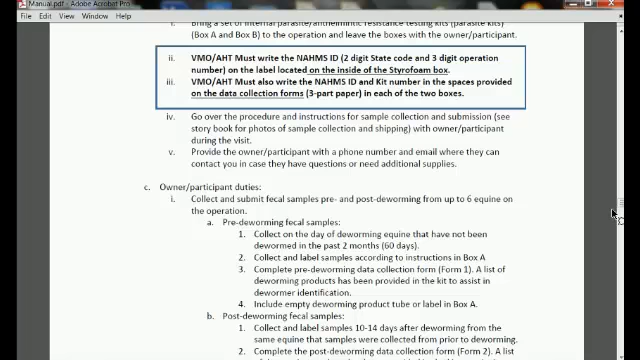 Manual.pdf - Adobe Acrobat Pro
File Edit View Window Help
i. Bring a set of internal parasite/anthelmintic resistance testing kits (parasite kits)
(Box A and Box B) to the operation and leave the boxes with the owner/participant.
ii. VMO/AHT Must write the NAHMS ID (2 digit State code and 3 digit operation
number) on the label located on the inside of the Styrofoam box.
iii. VMO/AHT Must also write the NAHMS ID and Kit number in the spaces provided
on the data collection forms (3-part paper) in each of the two boxes.
iv. Go over the procedure and instructions for sample collection and submission (see
story book for photos of sample collection and shipping) with owner/participant
during the visit.
v. Provide the owner/participant with a phone number and email where they can
contact you in case they have questions or need additional supplies.
c. Owner/participant duties:
i. Collect and submit fecal samples pre- and post-deworming from up to 6 equine on
the operation.
a. Pre-deworming fecal samples:
1. Collect on the day of deworming equine that have not been
dewormed in the past 2 months (60 days).
2. Collect and label samples according to instructions in Box A
3. Complete pre-deworming data collection form (Form 1). A list of
deworming products has been provided in the kit to assist in
dewormer identification.
4. Include empty deworming product tube or label in Box A.
b. Post-deworming fecal samples:
1. Collect and label samples 10-14 days after deworming from the
same equine that samples were collected from prior to deworming.
2. Complete the post-deworming data collection form (Form 2). A list